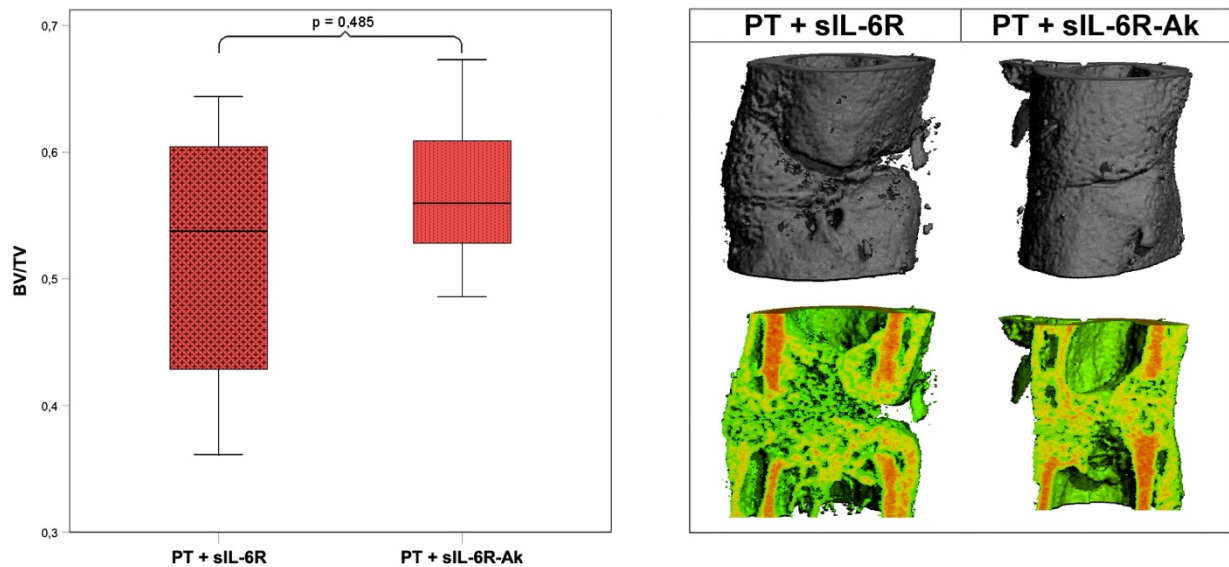 0,7
p = 0,485
0,6
0,5
0,4
0,3
BV/TV
PT + sIL-6R
PT + sIL-6R-Ak
PT + sIL-6R
PT + sIL-6R-Ak